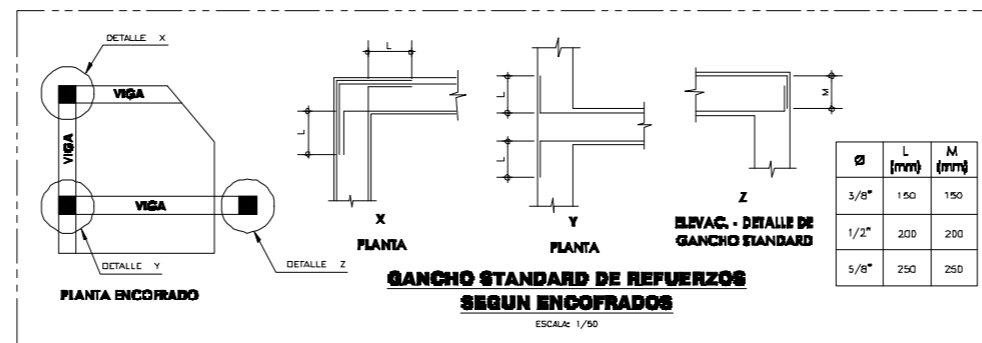 DETALLE X
VIGA
VIGA
VIGA
DETALLE Y
DETALLE Z
PLANTA ENCOFRADO
L
L
X
PLANTA
L
L
Y
PLANTA
M
Z
ELEVAC. - DETALLE DE
GANCHO STANDARD
Ø L (mm) M (mm)
3/8" 150 150
1/2" 200 200
5/8" 250 250
GANCHO STANDARD DE REFUERZOS
SEGUN ENCOFRADOS
ESCALA: 1/50